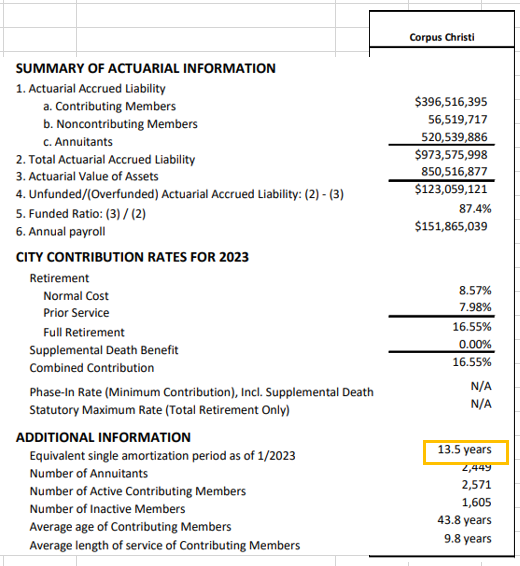 Corpus Christi
SUMMARY OF ACTUARIAL INFORMATION
1. Actuarial Accrued Liability
a. Contributing Members $396,516,395
b. Noncontributing Members 56,519,717
c. Annuitants 520,539,886
2. Total Actuarial Accrued Liability $973,575,998
3. Actuarial Value of Assets 850,516,877
4. Unfunded/(Overfunded) Actuarial Accrued Liability: (2) - (3) $123,059,121
5. Funded Ratio: (3) / (2) 87.4%
6. Annual payroll $151,865,039
CITY CONTRIBUTION RATES FOR 2023
Retirement
Normal Cost 8.57%
Prior Service 7.98%
Full Retirement 16.55%
Supplemental Death Benefit 0.00%
Combined Contribution 16.55%
Phase-In Rate (Minimum Contribution), Incl. Supplemental Death N/A
Statutory Maximum Rate (Total Retirement Only) N/A
ADDITIONAL INFORMATION
Equivalent single amortization period as of 1/2023 13.5 years
Number of Annuitants 2,449
Number of Active Contributing Members 2,571
Number of Inactive Members 1,605
Average age of Contributing Members 43.8 years
Average length of service of Contributing Members 9.8 years